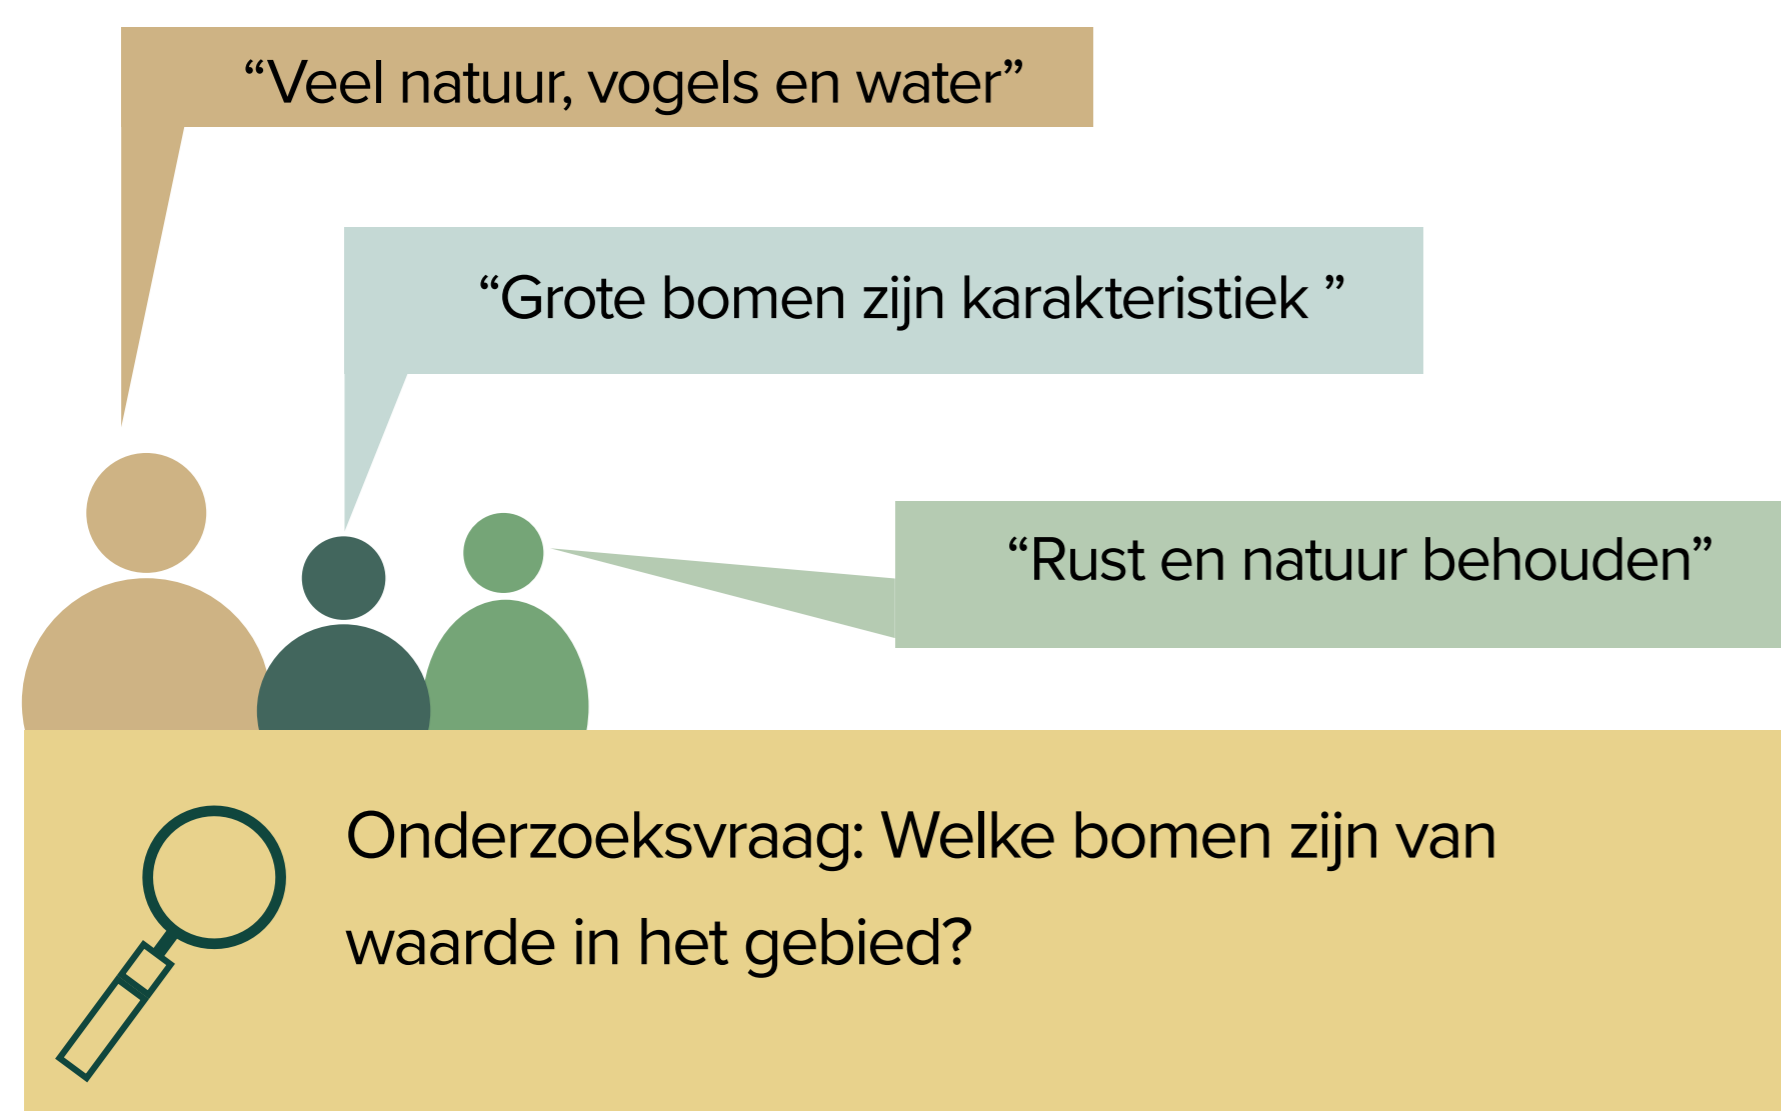 “Veel natuur, vogels en water”
“Grote bomen zijn karakteristiek ”
“Rust en natuur behouden”
Onderzoeksvraag: Welke bomen zijn van
waarde in het gebied?